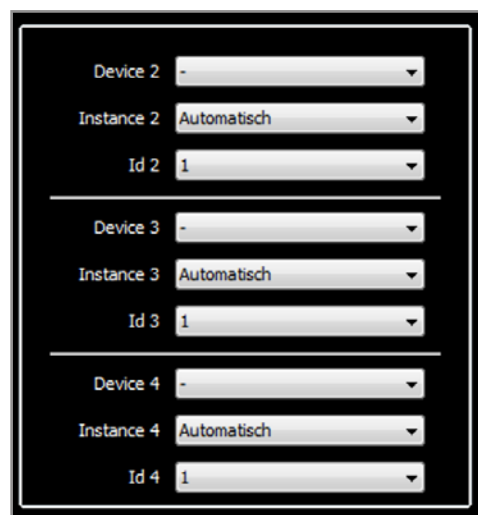 Device 2 -
Instance 2 Automatisch
Id 2 1
Device 3 -
Instance 3 Automatisch
Id 3 1
Device 4 -
Instance 4 Automatisch
Id 4 1